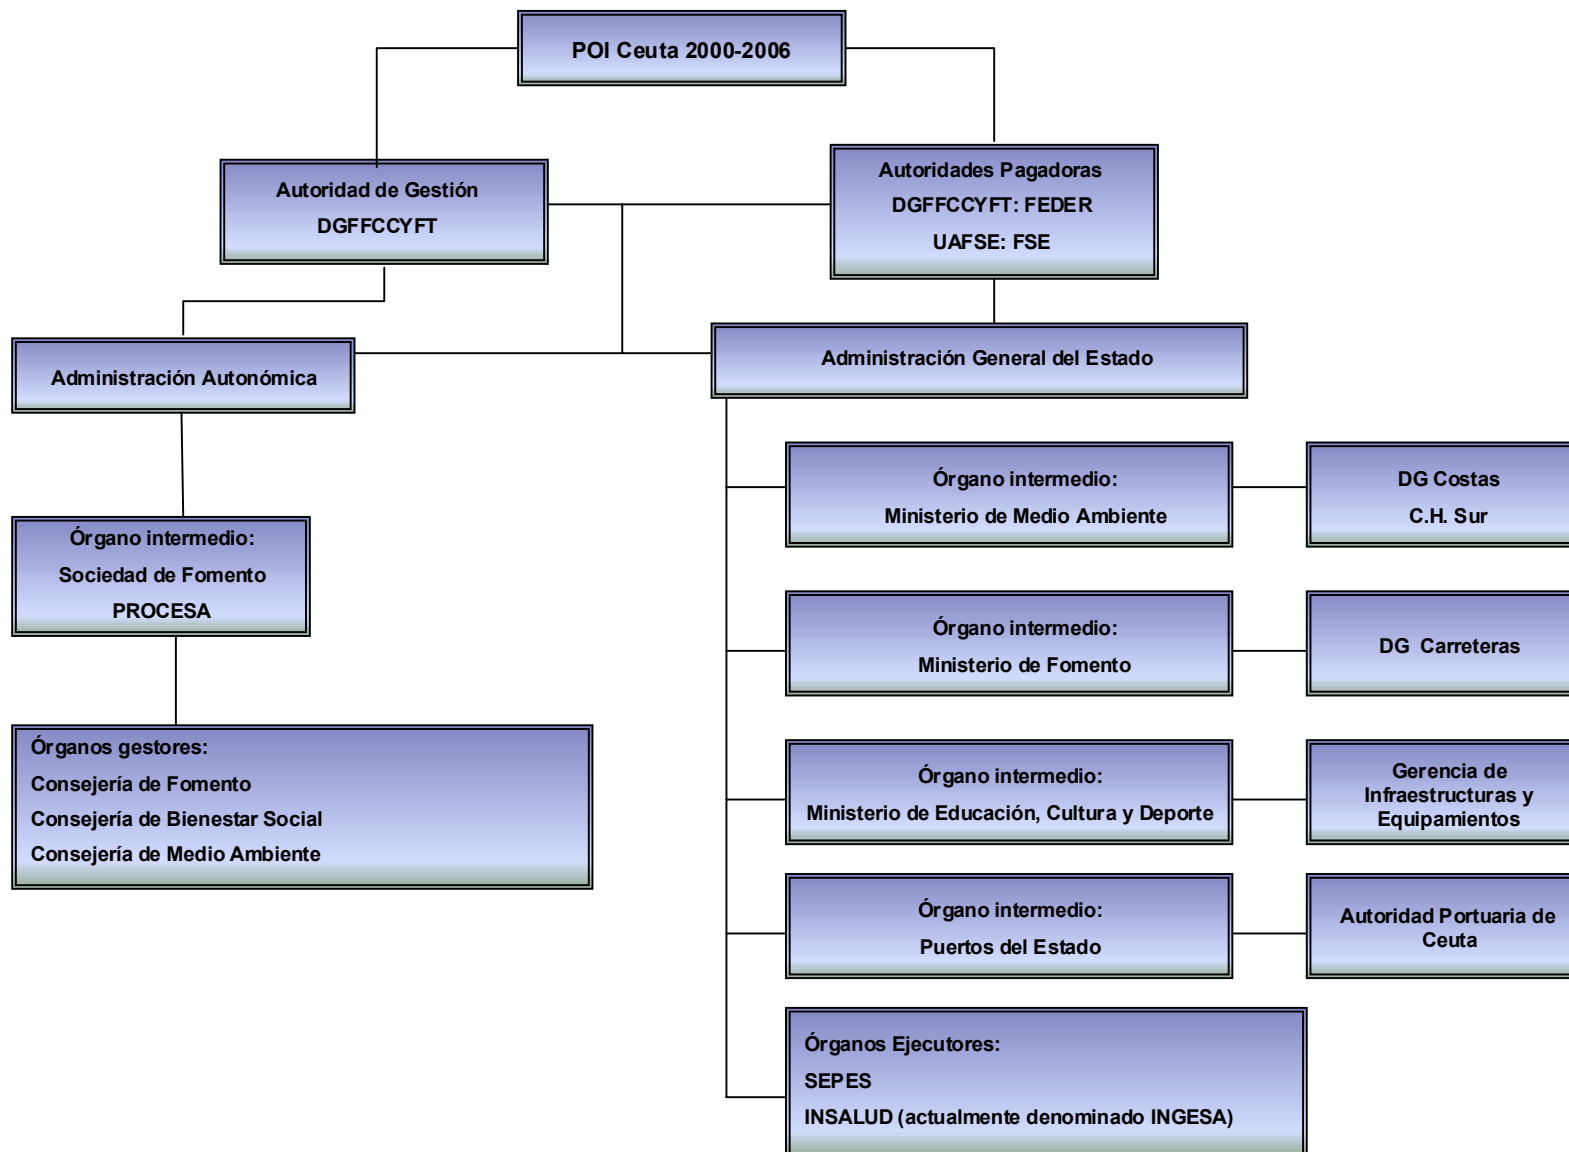 POI Ceuta 2000-2006
Autoridad de Gestión
DGFFCCYFT
Autoridades Pagadoras
DGFFCCYFT: FEDER
UAFSE: FSE
Administración Autonómica
Administración General del Estado
Órgano intermedio:
Sociedad de Fomento
PROCESA
Órganos gestores:
Consejería de Fomento
Consejería de Bienestar Social
Consejería de Medio Ambiente
Órgano intermedio:
Ministerio de Medio Ambiente
DG Costas
C.H. Sur
Órgano intermedio:
Ministerio de Fomento
DG Carreteras
Órgano intermedio:
Ministerio de Educación, Cultura y Deporte
Gerencia de
Infraestructuras y
Equipamientos
Órgano intermedio:
Puertos del Estado
Autoridad Portuaria de
Ceuta
Órganos Ejecutores:
SEPES
INSALUD (actualmente denominado INGESA)